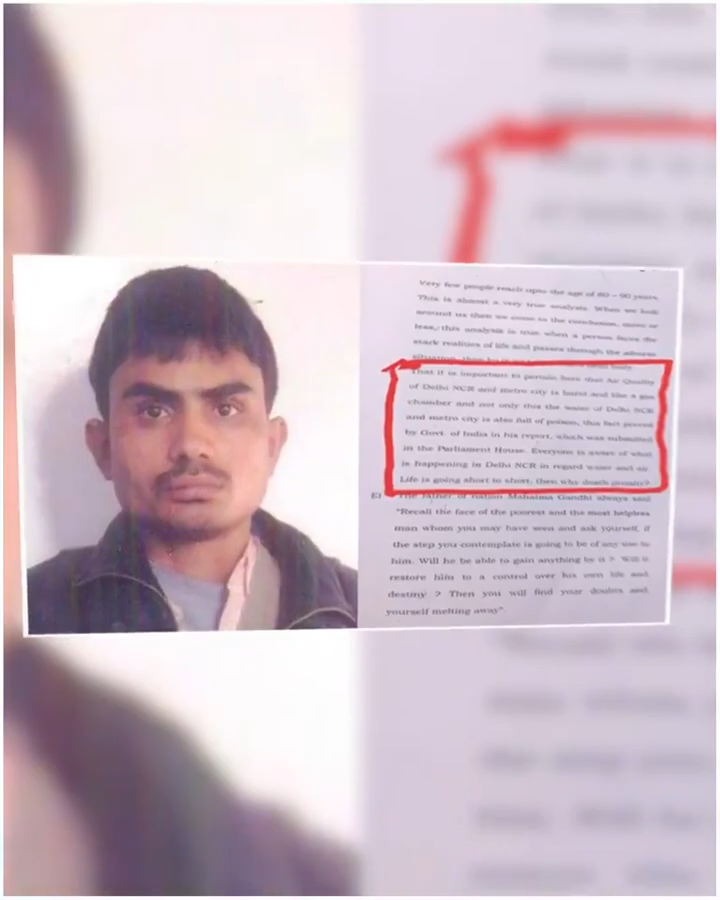 Very few people reach upto the age of 80 – 90 years.
This is almost a very true analysis. When we look
around us then we come to the conclusion, more or
less, this analysis is true when a person faces the
stark realities of life and passes through the adverse
situation, then he is
That it is important to pertain here that Air Quality
of Delhi NCR and metro city is burst and like a gas
chamber and not only this the water of Delhi NCR
and metro city is also full of poison, this fact proved
by Govt. of India in his report, which was submitted
in the Parliament House. Everyone is aware of what
is happening in Delhi NCR in regard water and air.
Life is going short to short, then why death penalty?
The father of nation Mahatma Gandhi always said
"Recall the face of the poorest and the most helpless
man whom you may have seen and ask yourself, if
the step you contemplate is going to be of any use to
him. Will he be able to gain anything by it ? Will it
restore him to a control over his own life and
destiny ? Then you will find your doubts and
yourself melting away".